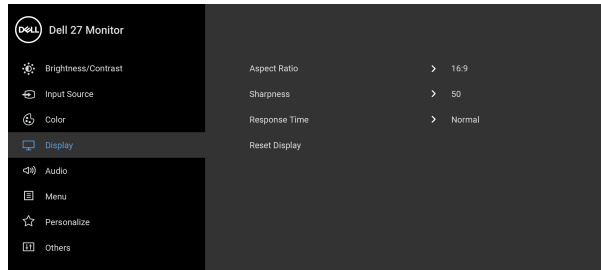 DELL Dell 27 Monitor
Brightness/Contrast
Input Source
Color
Display
Audio
Menu
Personalize
Others
Aspect Ratio 16:9
Sharpness 50
Response Time Normal
Reset Display